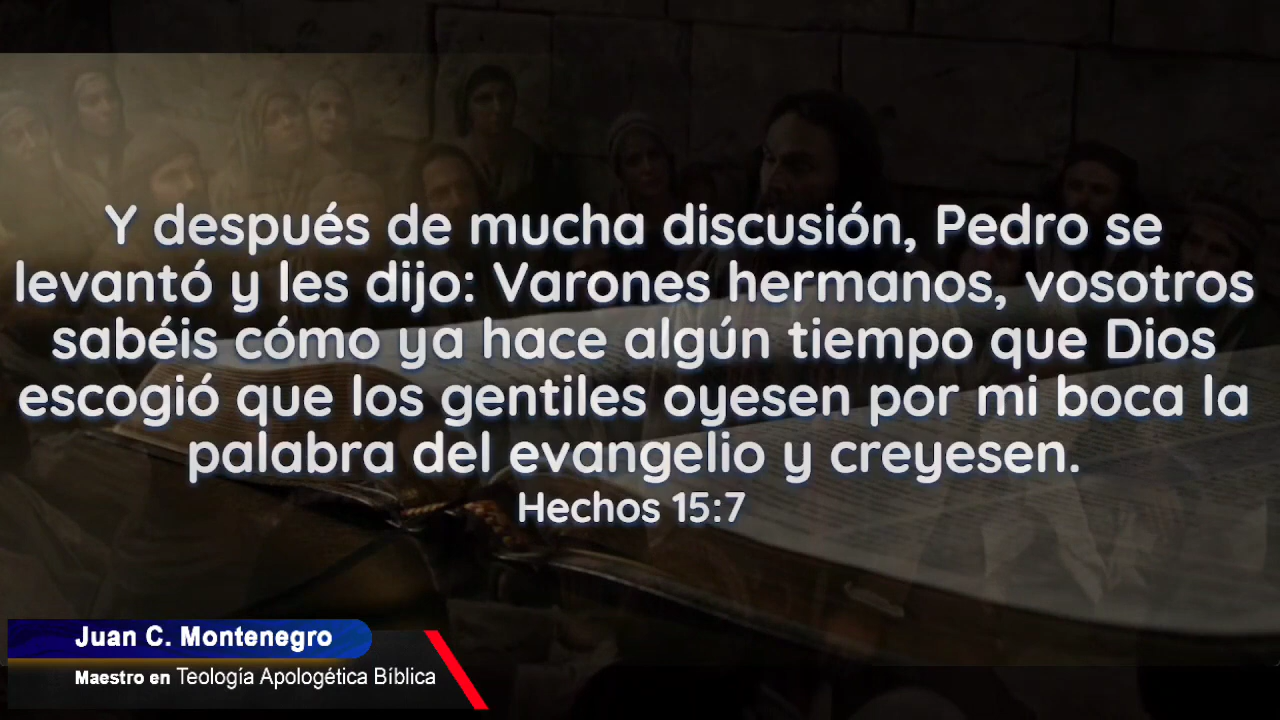 Y después de mucha discusión, Pedro se
levantó y les dijo: Varones hermanos, vosotros
sabéis cómo ya hace algún tiempo que Dios
escogió que los gentiles oyesen por mi boca la
palabra del evangelio y creyesen.
Hechos 15:7
Juan C. Montenegro
Maestro en Teología Apologética Bíblica